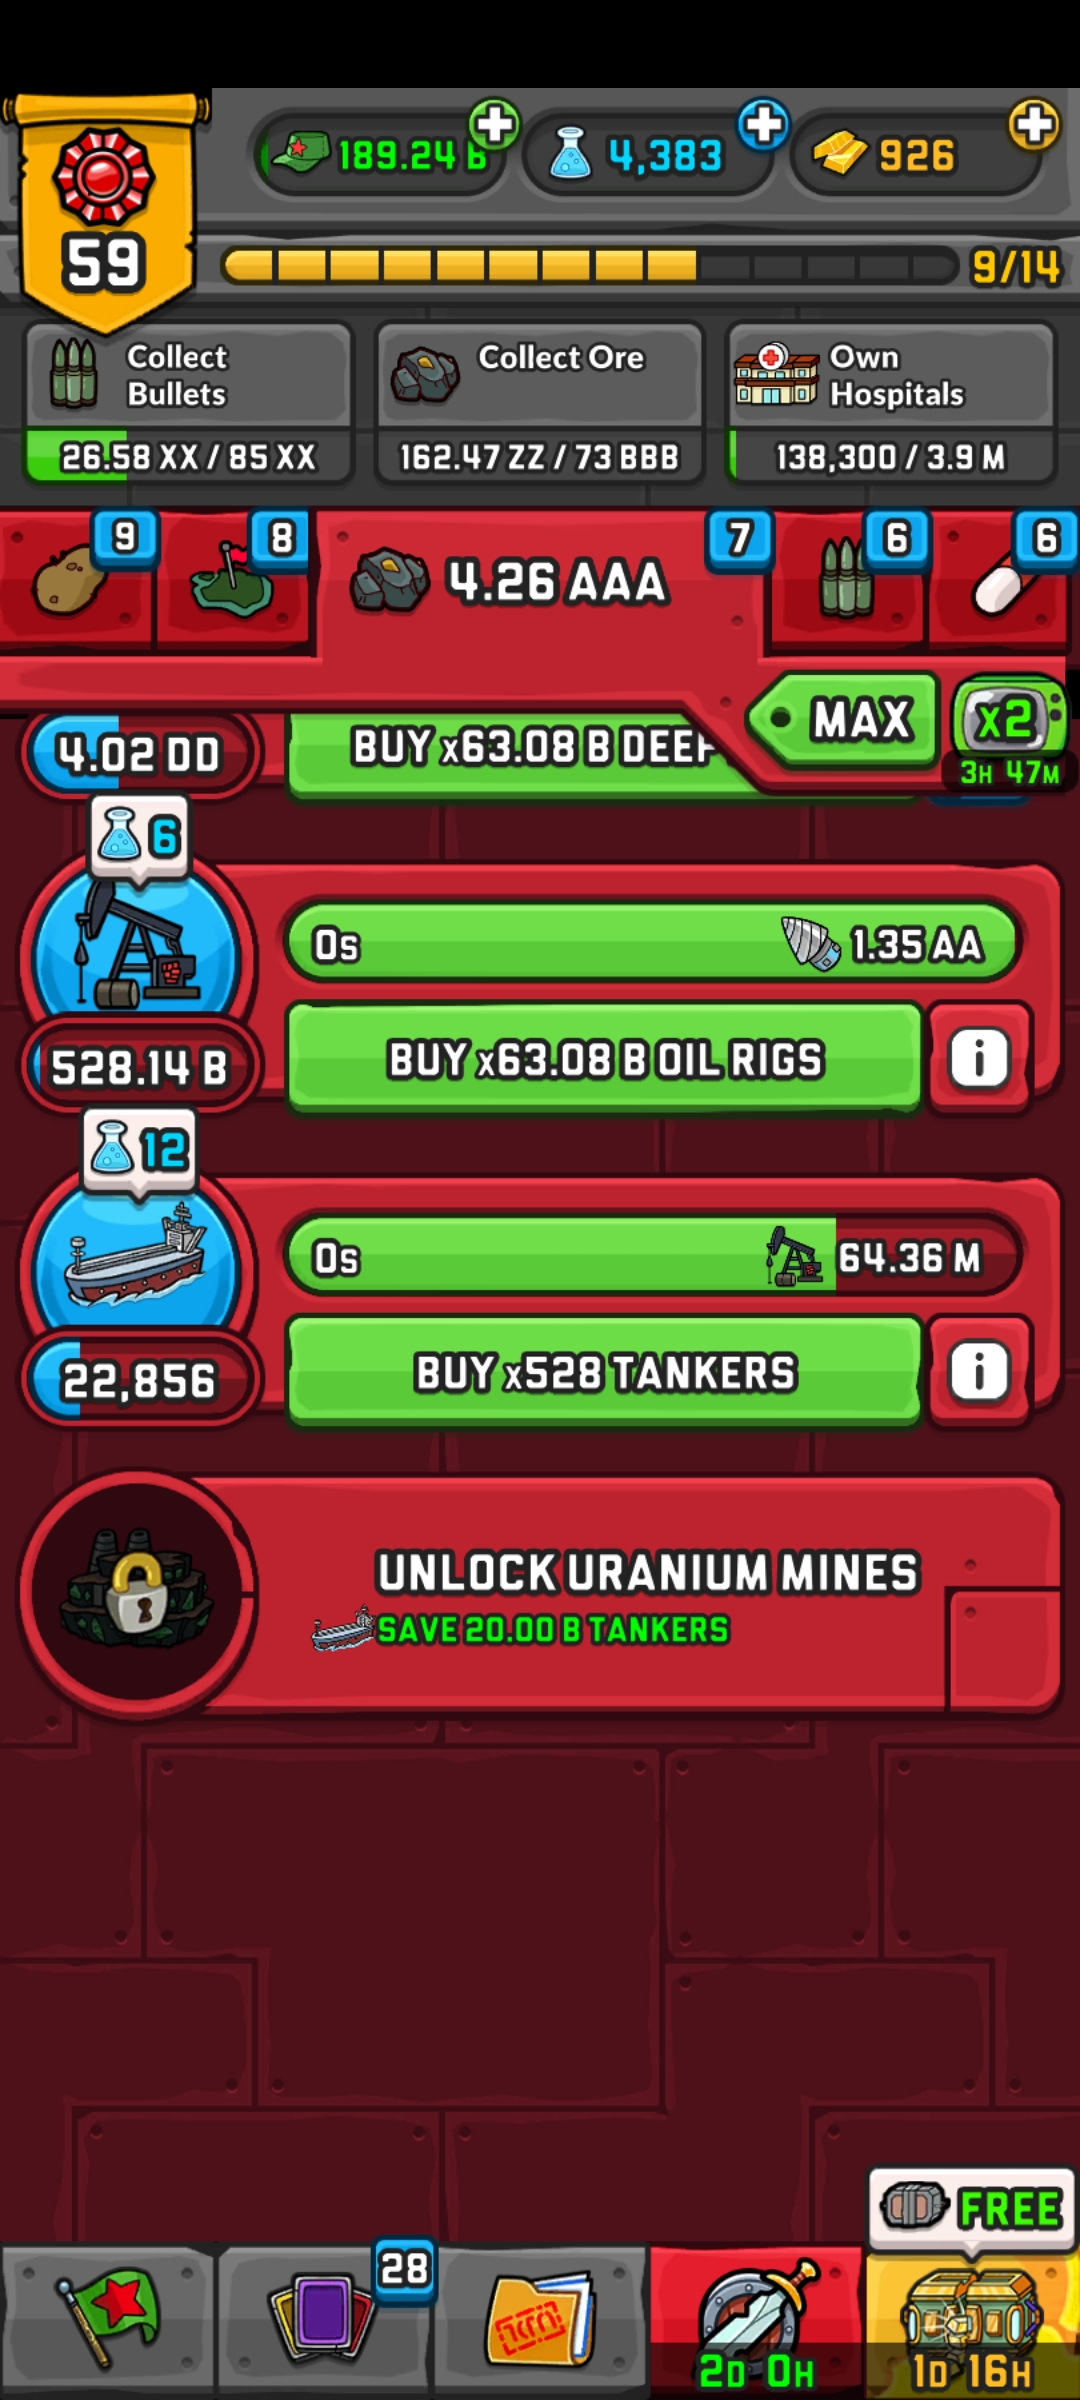 189.24 B
4,383
926
59
9/14
Collect
Bullets
26.58 XX / 85 XX
Collect Ore
162.47 ZZ / 73 BBB
Own
Hospitals
138,300 / 3.9 M
9
8
4.26 AAA
7
6
6
MAX
x2
3H 47M
4.02 DD
BUY x63.08 B DEEP
6
0s
1.35 AA
528.14 B
BUY x63.08 B OIL RIGS
i
12
0s
64.36 M
22,856
BUY x528 TANKERS
i
UNLOCK URANIUM MINES
SAVE 20.00 B TANKERS
FREE
28
2D 0H
1D 16H